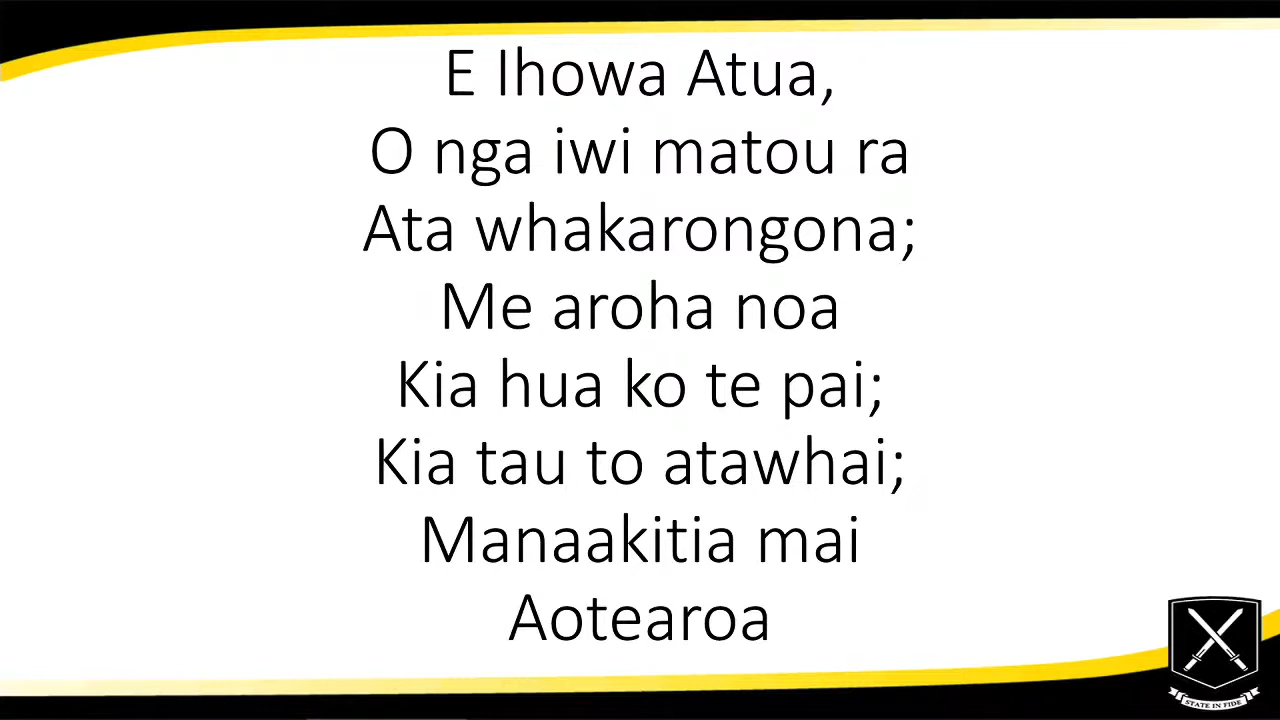 E Ihowa Atua,
O nga iwi matou ra
Ata whakarongona;
Me aroha noa
Kia hua ko te pai;
Kia tau to atawhai;
Manaakitia mai
Aotearoa
STATE IN FIDE